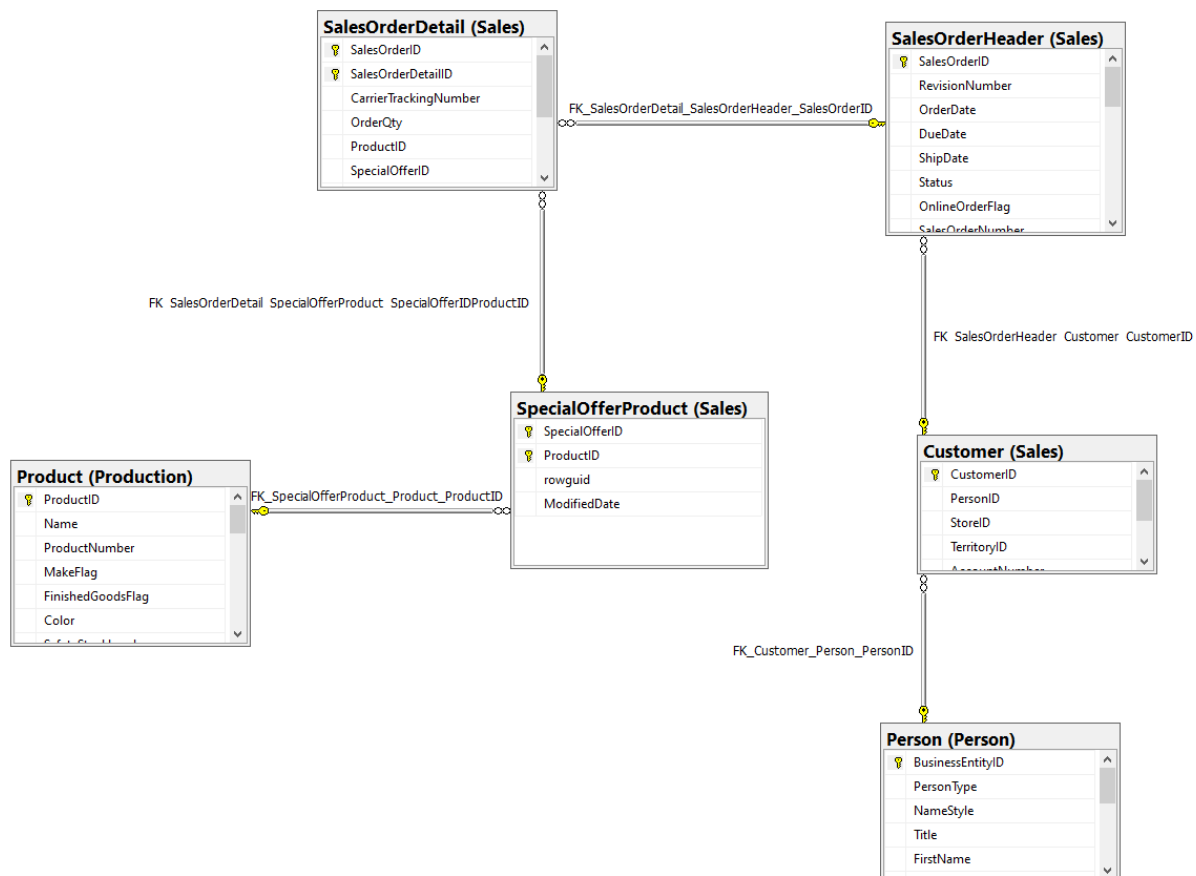 SalesOrderDetail (Sales)
SalesOrderID
SalesOrderDetailID
CarrierTrackingNumber
OrderQty
ProductID
SpecialOfferID
FK_SalesOrderDetail_SalesOrderHeader_SalesOrderID
SalesOrderHeader (Sales)
SalesOrderID
RevisionNumber
OrderDate
DueDate
ShipDate
Status
OnlineOrderFlag
SalesOrderNumber
FK_SalesOrderDetail_SpecialOfferProduct_SpecialOfferIDProductID
FK_SalesOrderHeader_Customer_CustomerID
SpecialOfferProduct (Sales)
SpecialOfferID
ProductID
rowguid
ModifiedDate
Product (Production)
ProductID
Name
ProductNumber
MakeFlag
FinishedGoodsFlag
Color
FK_SpecialOfferProduct_Product_ProductID
Customer (Sales)
CustomerID
PersonID
StoreID
TerritoryID
AccountNumber
FK_Customer_Person_PersonID
Person (Person)
BusinessEntityID
PersonType
NameStyle
Title
FirstName